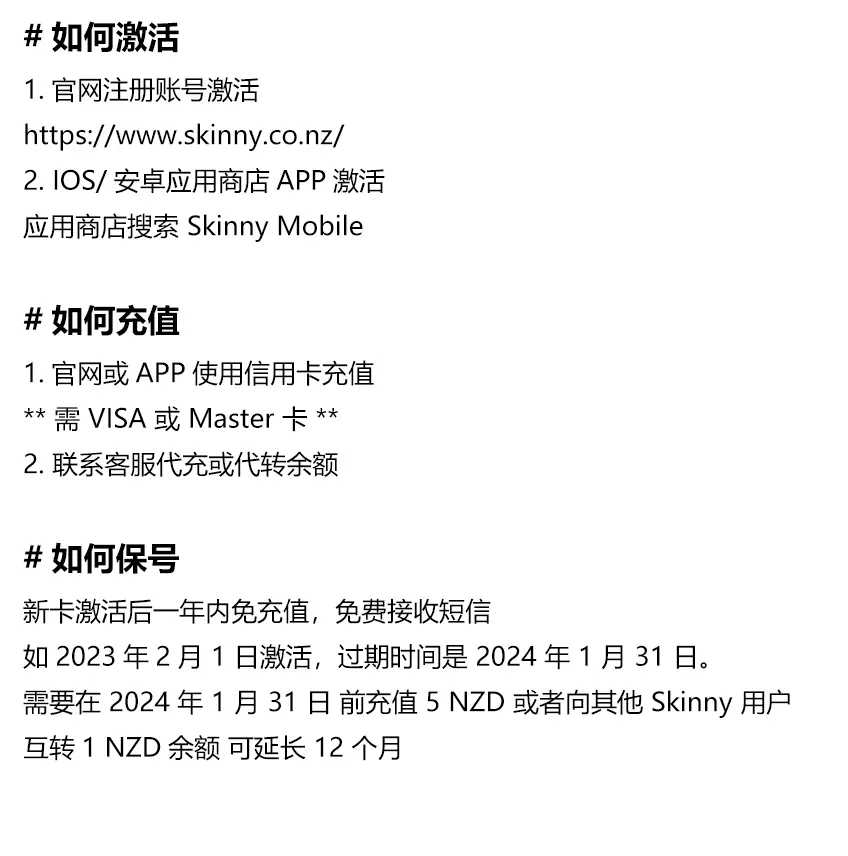 # 如何激活
1. 官网注册账号激活
https://www.skinny.co.nz/
2. IOS/ 安卓应用商店 APP 激活
应用商店搜索 Skinny Mobile
# 如何充值
1. 官网或 APP 使用信用卡充值
** 需 VISA 或 Master 卡 **
2. 联系客服代充或代转余额
# 如何保号
新卡激活后一年内免充值，免费接收短信
如 2023 年 2 月 1 日激活，过期时间是 2024 年 1 月 31 日。
需要在 2024 年 1 月 31 日 前充值 5 NZD 或者向其他 Skinny 用户
互转 1 NZD 余额 可延长 12 个月